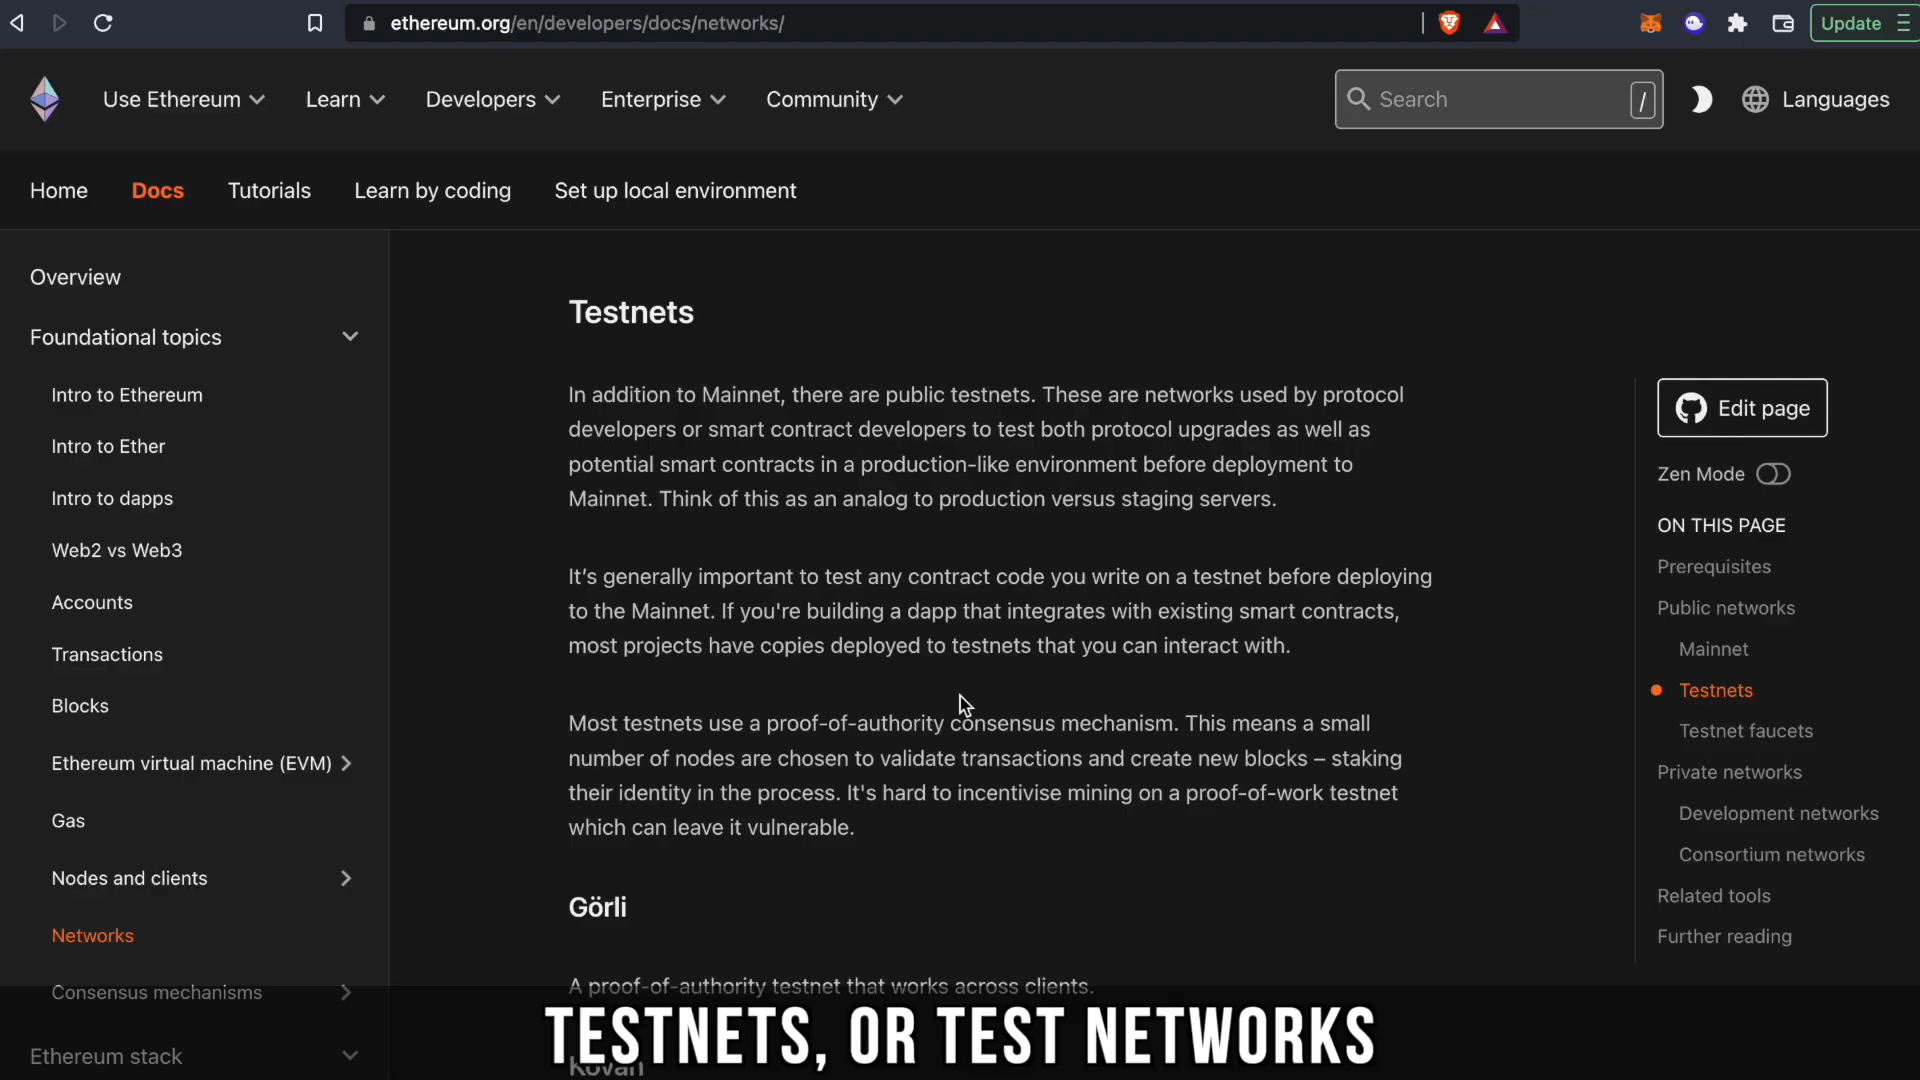 ethereum.org/en/developers/docs/networks/
Update
Use Ethereum
Learn
Developers
Enterprise
Community
Search
/
Languages
Home
Docs
Tutorials
Learn by coding
Set up local environment
Overview
Foundational topics
Intro to Ethereum
Intro to Ether
Intro to dapps
Web2 vs Web3
Accounts
Transactions
Blocks
Ethereum virtual machine (EVM)
Gas
Nodes and clients
Networks
Consensus mechanisms
Ethereum stack
Testnets
In addition to Mainnet, there are public testnets. These are networks used by protocol
developers or smart contract developers to test both protocol upgrades as well as
potential smart contracts in a production-like environment before deployment to
Mainnet. Think of this as an analog to production versus staging servers.
It’s generally important to test any contract code you write on a testnet before deploying
to the Mainnet. If you're building a dapp that integrates with existing smart contracts,
most projects have copies deployed to testnets that you can interact with.
Most testnets use a proof-of-authority consensus mechanism. This means a small
number of nodes are chosen to validate transactions and create new blocks – staking
their identity in the process. It's hard to incentivise mining on a proof-of-work testnet
which can leave it vulnerable.
Görli
A proof-of-authority testnet that works across clients.
Kovan
Edit page
Zen Mode
ON THIS PAGE
Prerequisites
Public networks
Mainnet
Testnets
Testnet faucets
Private networks
Development networks
Consortium networks
Related tools
Further reading
TESTNETS, OR TEST NETWORKS